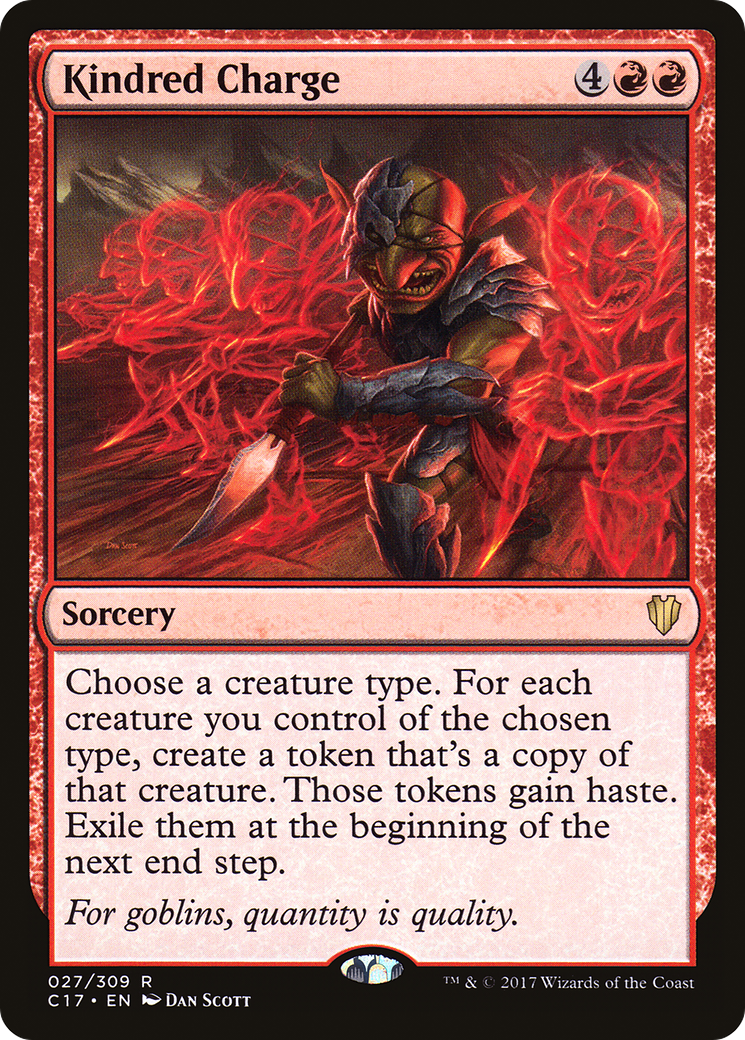 Kindred Charge 4
Dan Scott
Sorcery
Choose a creature type. For each
creature you control of the chosen
type, create a token that's a copy of
that creature. Those tokens gain haste.
Exile them at the beginning of the
next end step.
For goblins, quantity is quality.
027/309 R
™ & © 2017 Wizards of the Coast
C17 • EN Dan Scott